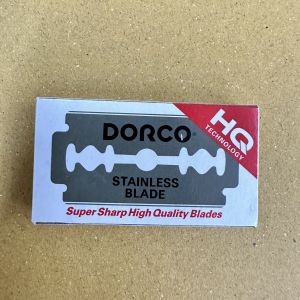 DORCO®
HQ
TECHNOLOGY
STAINLESS
BLADE
Super Sharp High Quality Blades